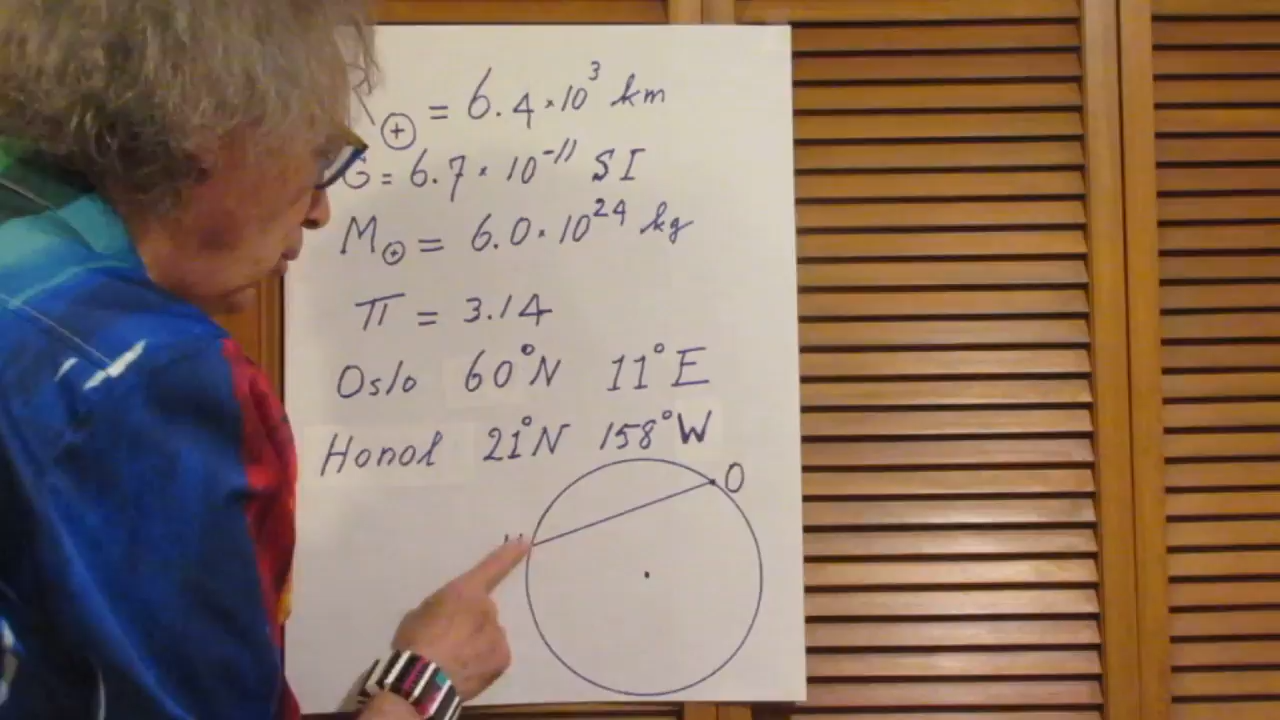 ⊕ = 6.4 × 10³ km
G = 6.7 × 10⁻¹¹ SI
M⊕ = 6.0 · 10²⁴ kg
π = 3.14
Oslo 60°N 11°E
Honol 21°N 158°W
O